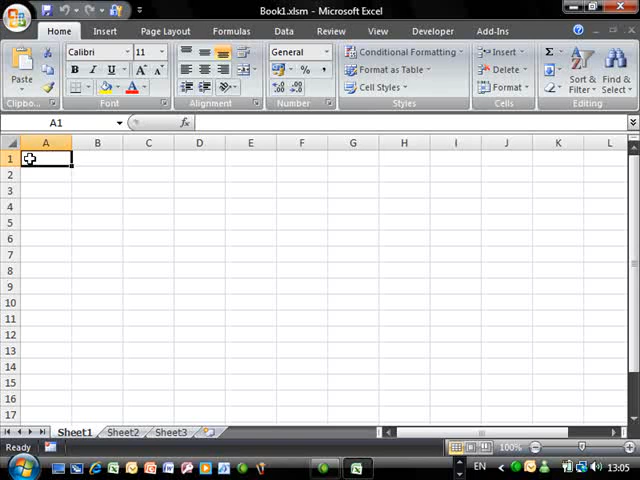 Book1.xlsm - Microsoft Excel
Home Insert Page Layout Formulas Data Review View Developer Add-Ins
Calibri 11 General Conditional Formatting Insert Σ
Paste B I U A A % , Format as Table Delete Sort & Filter Find & Select
A Cell Styles Format
Clipboa... Font Alignment Number Styles Cells Editing
A1 fx
A B C D E F G H I J K L
1
2
3
4
5
6
7
8
9
10
11
12
13
14
15
16
17
Sheet1 Sheet2 Sheet3
Ready 100%
EN 13:05